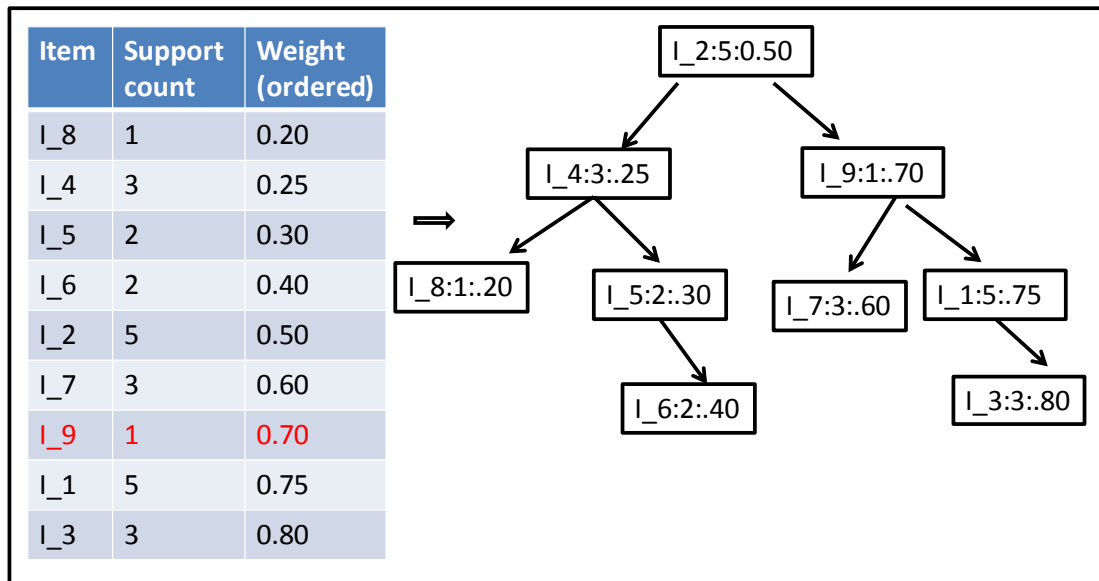 Item Support count Weight (ordered)
I_8 1 0.20
I_4 3 0.25
I_5 2 0.30
I_6 2 0.40
I_2 5 0.50
I_7 3 0.60
I_9 1 0.70
I_1 5 0.75
I_3 3 0.80
I_2:5:0.50
I_4:3:.25
I_9:1:.70
I_8:1:.20
I_5:2:.30
I_7:3:.60
I_1:5:.75
I_6:2:.40
I_3:3:.80